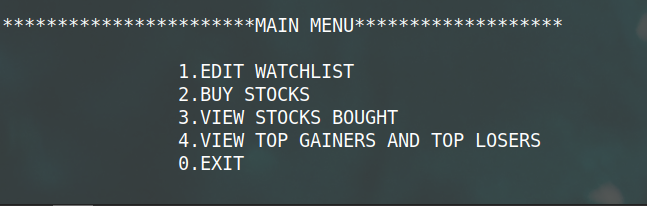 ***********************MAIN MENU*******************
1.EDIT WATCHLIST
2.BUY STOCKS
3.VIEW STOCKS BOUGHT
4.VIEW TOP GAINERS AND TOP LOSERS
0.EXIT